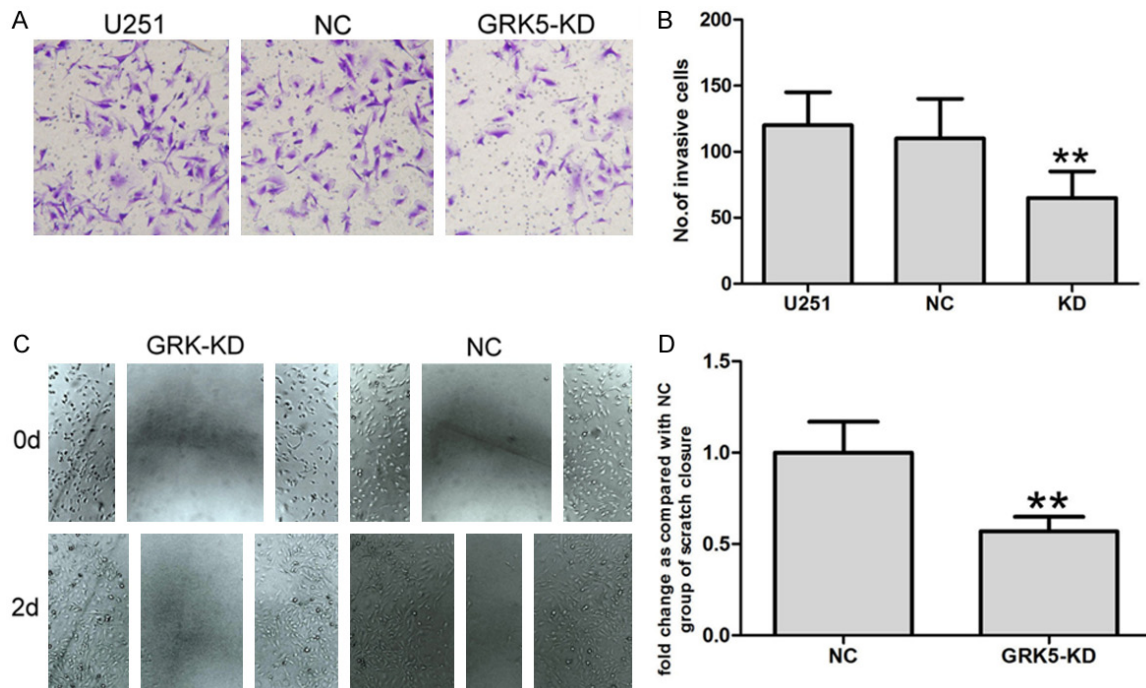 A
U251 NC GRK5-KD
B
No.of invasive cells
200
150
100
50
0
U251 NC KD
**
C
GRK-KD NC
0d
2d
D
fold change as compared with NC
group of scratch closure
1.5
1.0
0.5
0.0
NC GRK5-KD
**